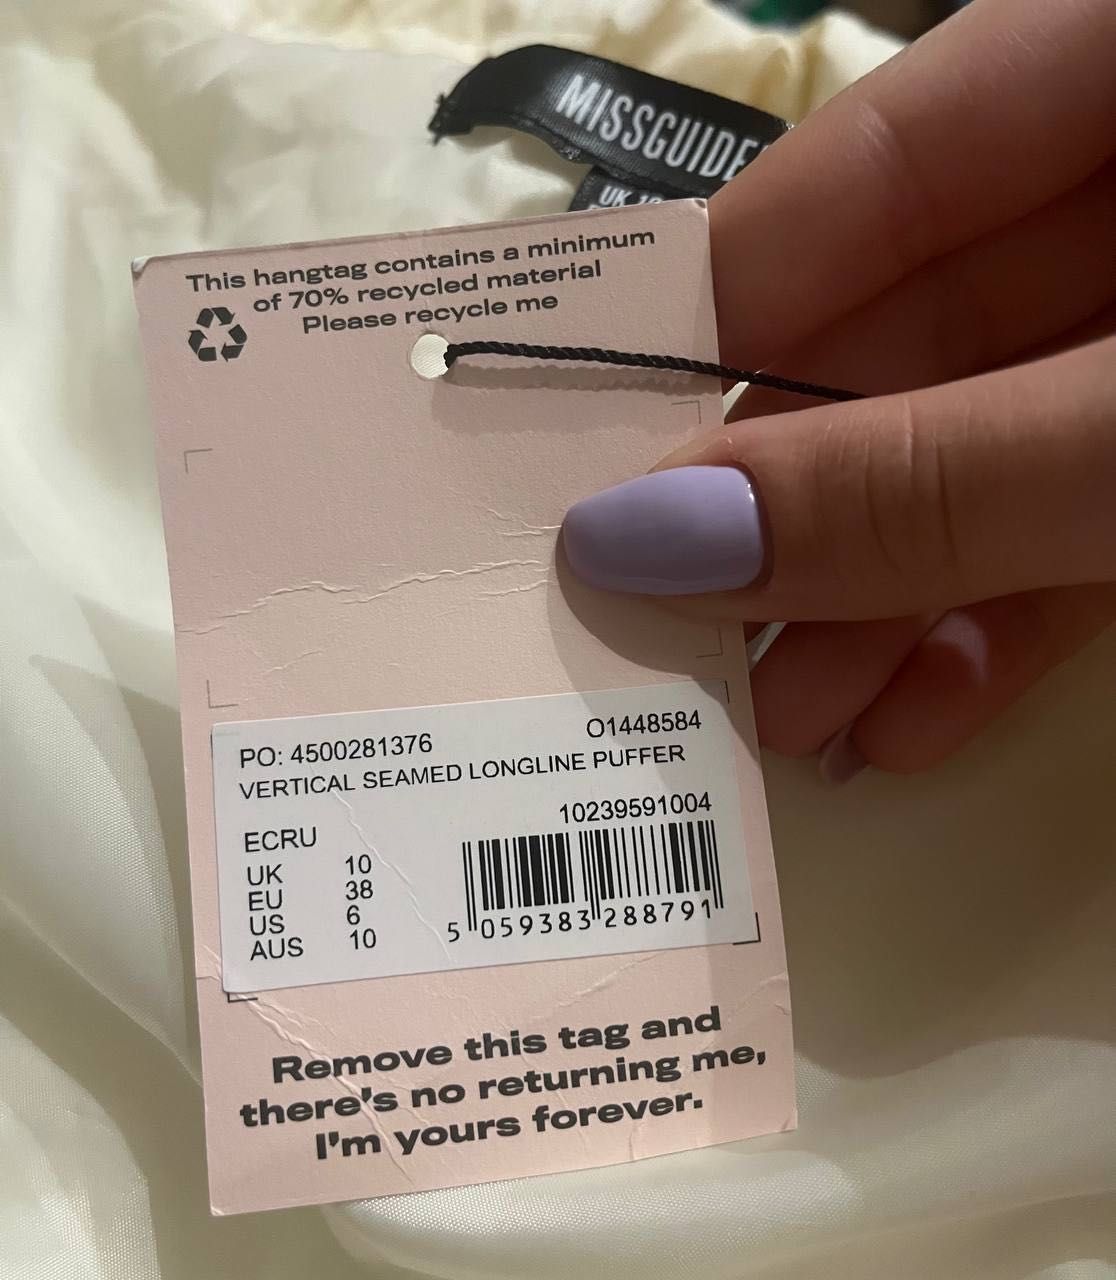 MISSGUIDE
UK 10
This hangtag contains a minimum
of 70% recycled material
Please recycle me
PO: 4500281376 O1448584
VERTICAL SEAMED LONGLINE PUFFER
10239591004
ECRU
UK 10
EU 38
US 6
AUS 10
5 059383 288791
Remove this tag and
there's no returning me,
I'm yours forever.